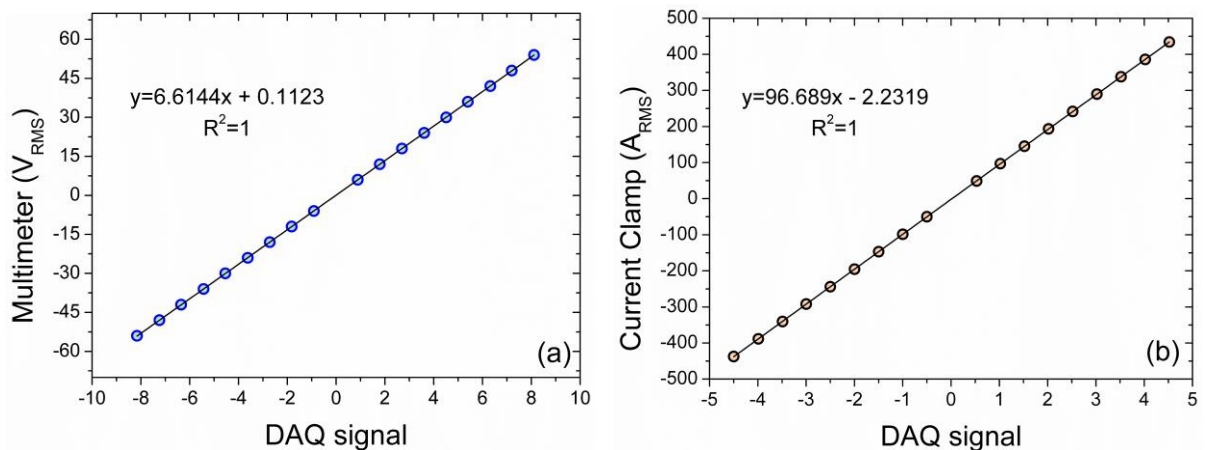 60
45
30
15
0
-15
-30
-45
-60
Multimeter (V_RMS)
y=6.6144x + 0.1123
R²=1
(a)
-10 -8 -6 -4 -2 0 2 4 6 8 10
DAQ signal
500
400
300
200
100
0
-100
-200
-300
-400
-500
Current Clamp (A_RMS)
y=96.689x - 2.2319
R²=1
(b)
-5 -4 -3 -2 -1 0 1 2 3 4 5
DAQ signal